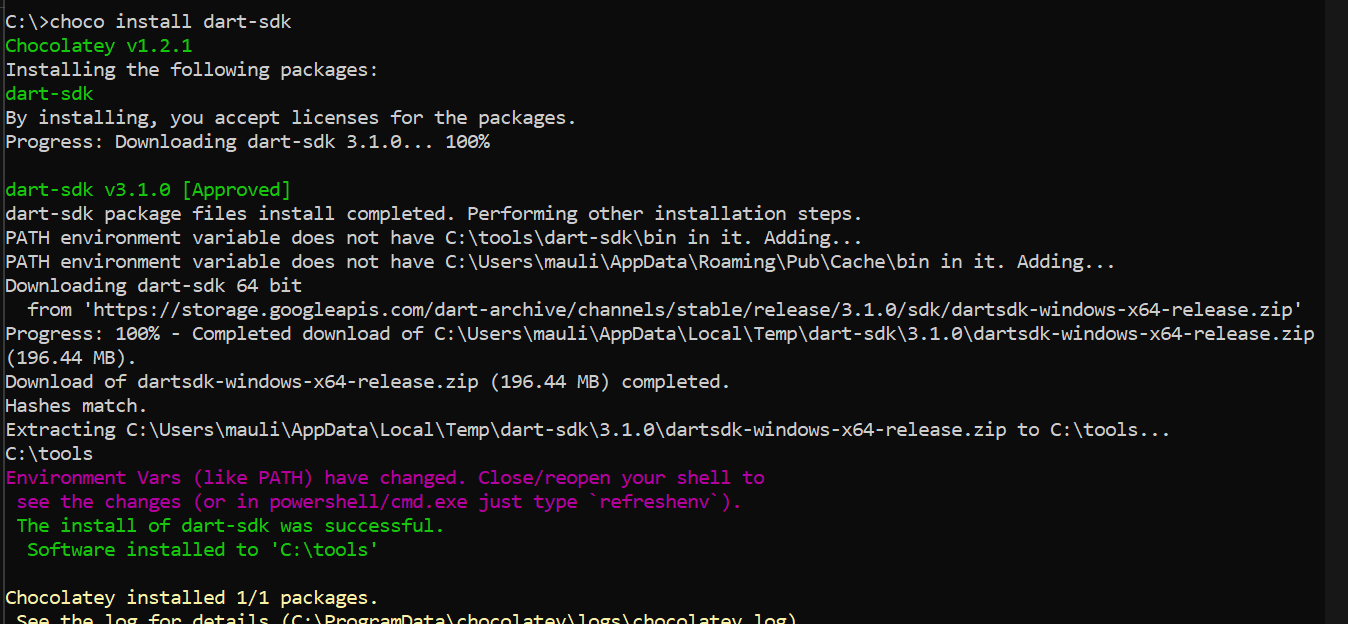 C:\>choco install dart-sdk
Chocolatey v1.2.1
Installing the following packages:
dart-sdk
By installing, you accept licenses for the packages.
Progress: Downloading dart-sdk 3.1.0... 100%
dart-sdk v3.1.0 [Approved]
dart-sdk package files install completed. Performing other installation steps.
PATH environment variable does not have C:\tools\dart-sdk\bin in it. Adding...
PATH environment variable does not have C:\Users\mauli\AppData\Roaming\Pub\Cache\bin in it. Adding...
Downloading dart-sdk 64 bit
  from 'https://storage.googleapis.com/dart-archive/channels/stable/release/3.1.0/sdk/dartsdk-windows-x64-release.zip'
Progress: 100% - Completed download of C:\Users\mauli\AppData\Local\Temp\dart-sdk\3.1.0\dartsdk-windows-x64-release.zip
(196.44 MB).
Download of dartsdk-windows-x64-release.zip (196.44 MB) completed.
Hashes match.
Extracting C:\Users\mauli\AppData\Local\Temp\dart-sdk\3.1.0\dartsdk-windows-x64-release.zip to C:\tools...
C:\tools
Environment Vars (like PATH) have changed. Close/reopen your shell to
 see the changes (or in powershell/cmd.exe just type `refreshenv`).
 The install of dart-sdk was successful.
  Software installed to 'C:\tools'
Chocolatey installed 1/1 packages.
 See the log for details (C:\ProgramData\chocolatey\logs\chocolatey.log)